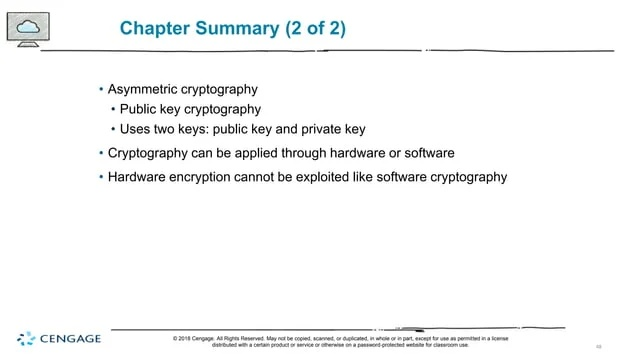 Chapter Summary (2 of 2)
• Asymmetric cryptography
• Public key cryptography
• Uses two keys: public key and private key
• Cryptography can be applied through hardware or software
• Hardware encryption cannot be exploited like software cryptography
CENGAGE
© 2018 Cengage. All Rights Reserved. May not be copied, scanned, or duplicated, in whole or in part, except for use as permitted in a license
distributed with a certain product or service or otherwise on a password-protected website for classroom use.